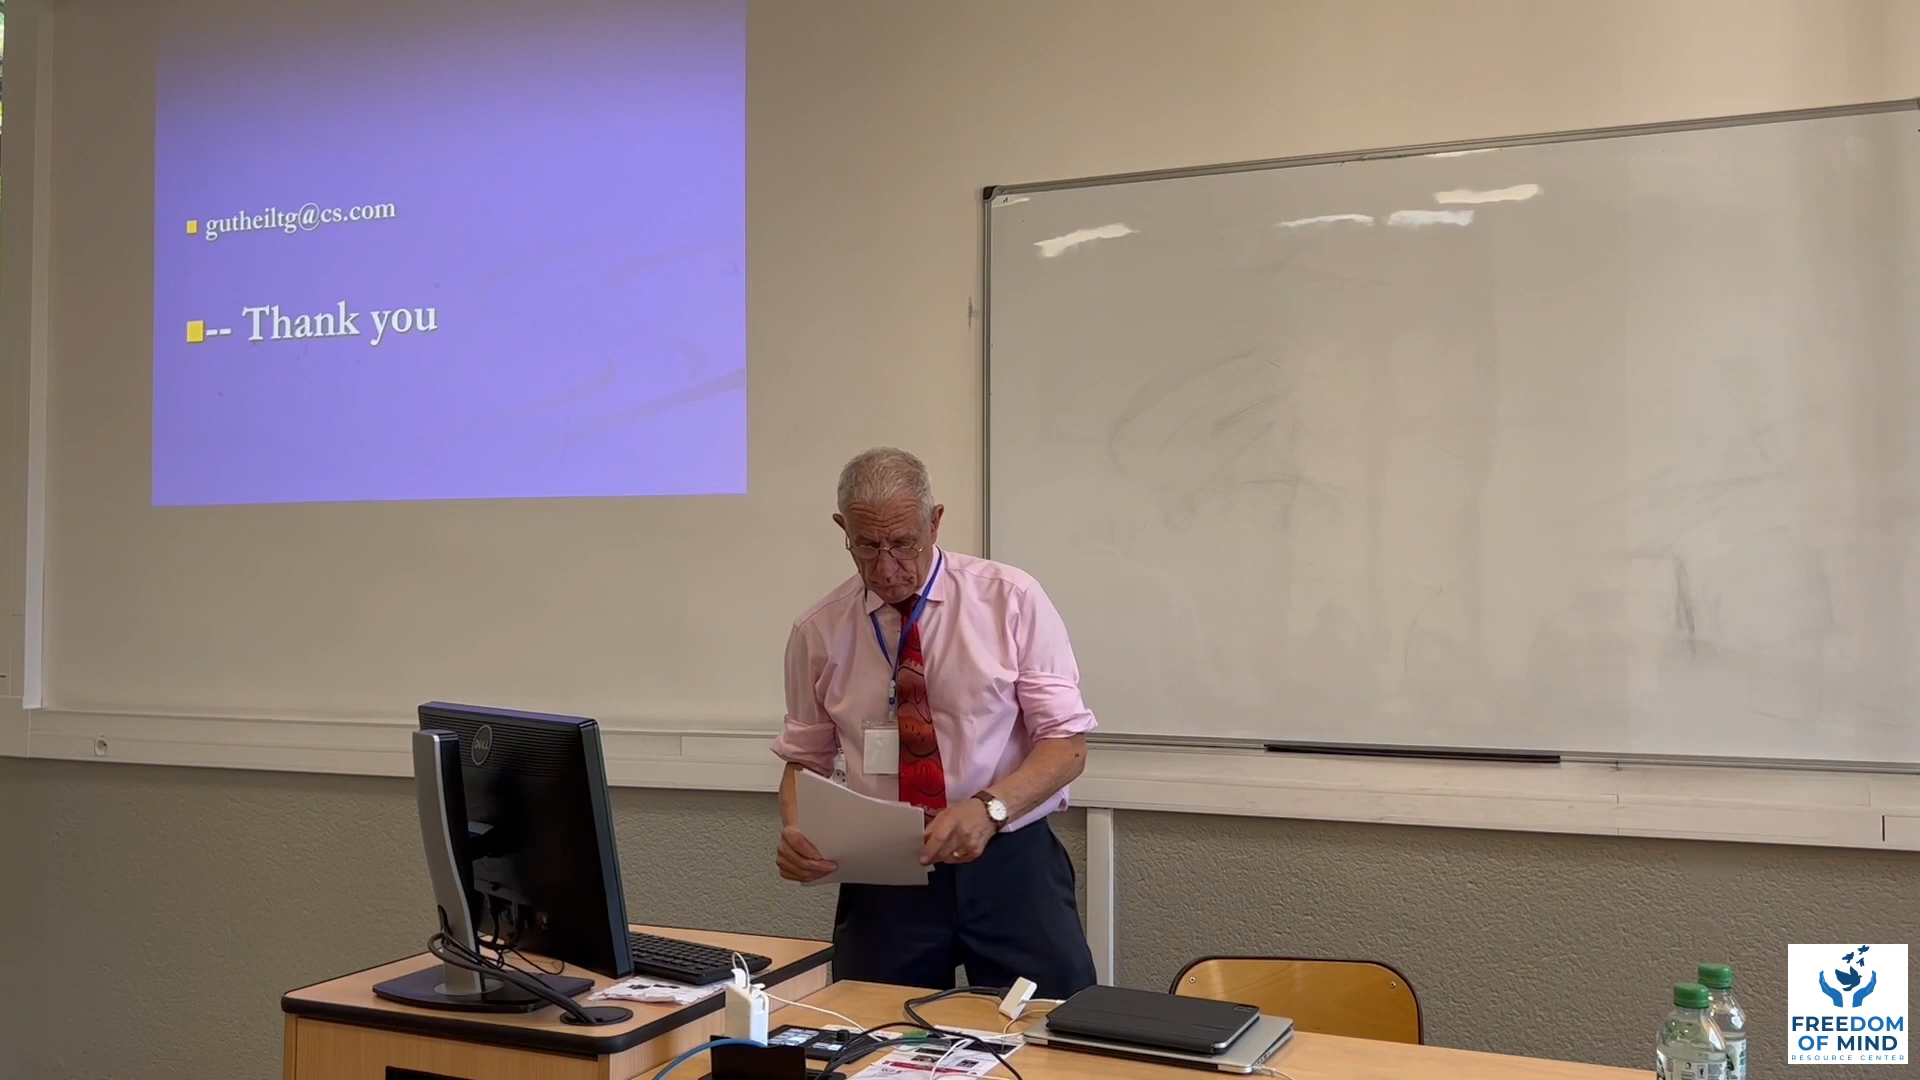 gutheiltg@cs.com
-- Thank you
DELL
FREEDOM
OF MIND
RESOURCE CENTER